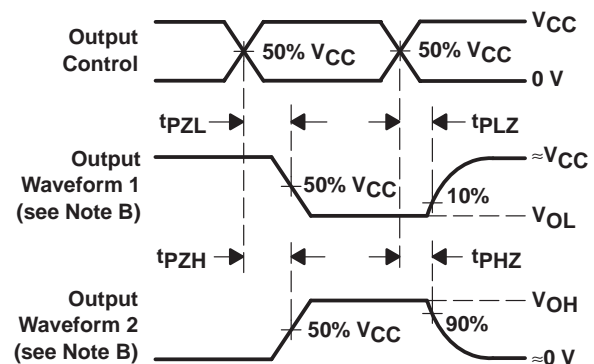 Output
Control
50% VCC
50% VCC
VCC
0 V
tPZL
tPLZ
Output
Waveform 1
(see Note B)
50% VCC
10%
≈VCC
VOL
tPZH
tPHZ
Output
Waveform 2
(see Note B)
50% VCC
90%
VOH
≈0 V